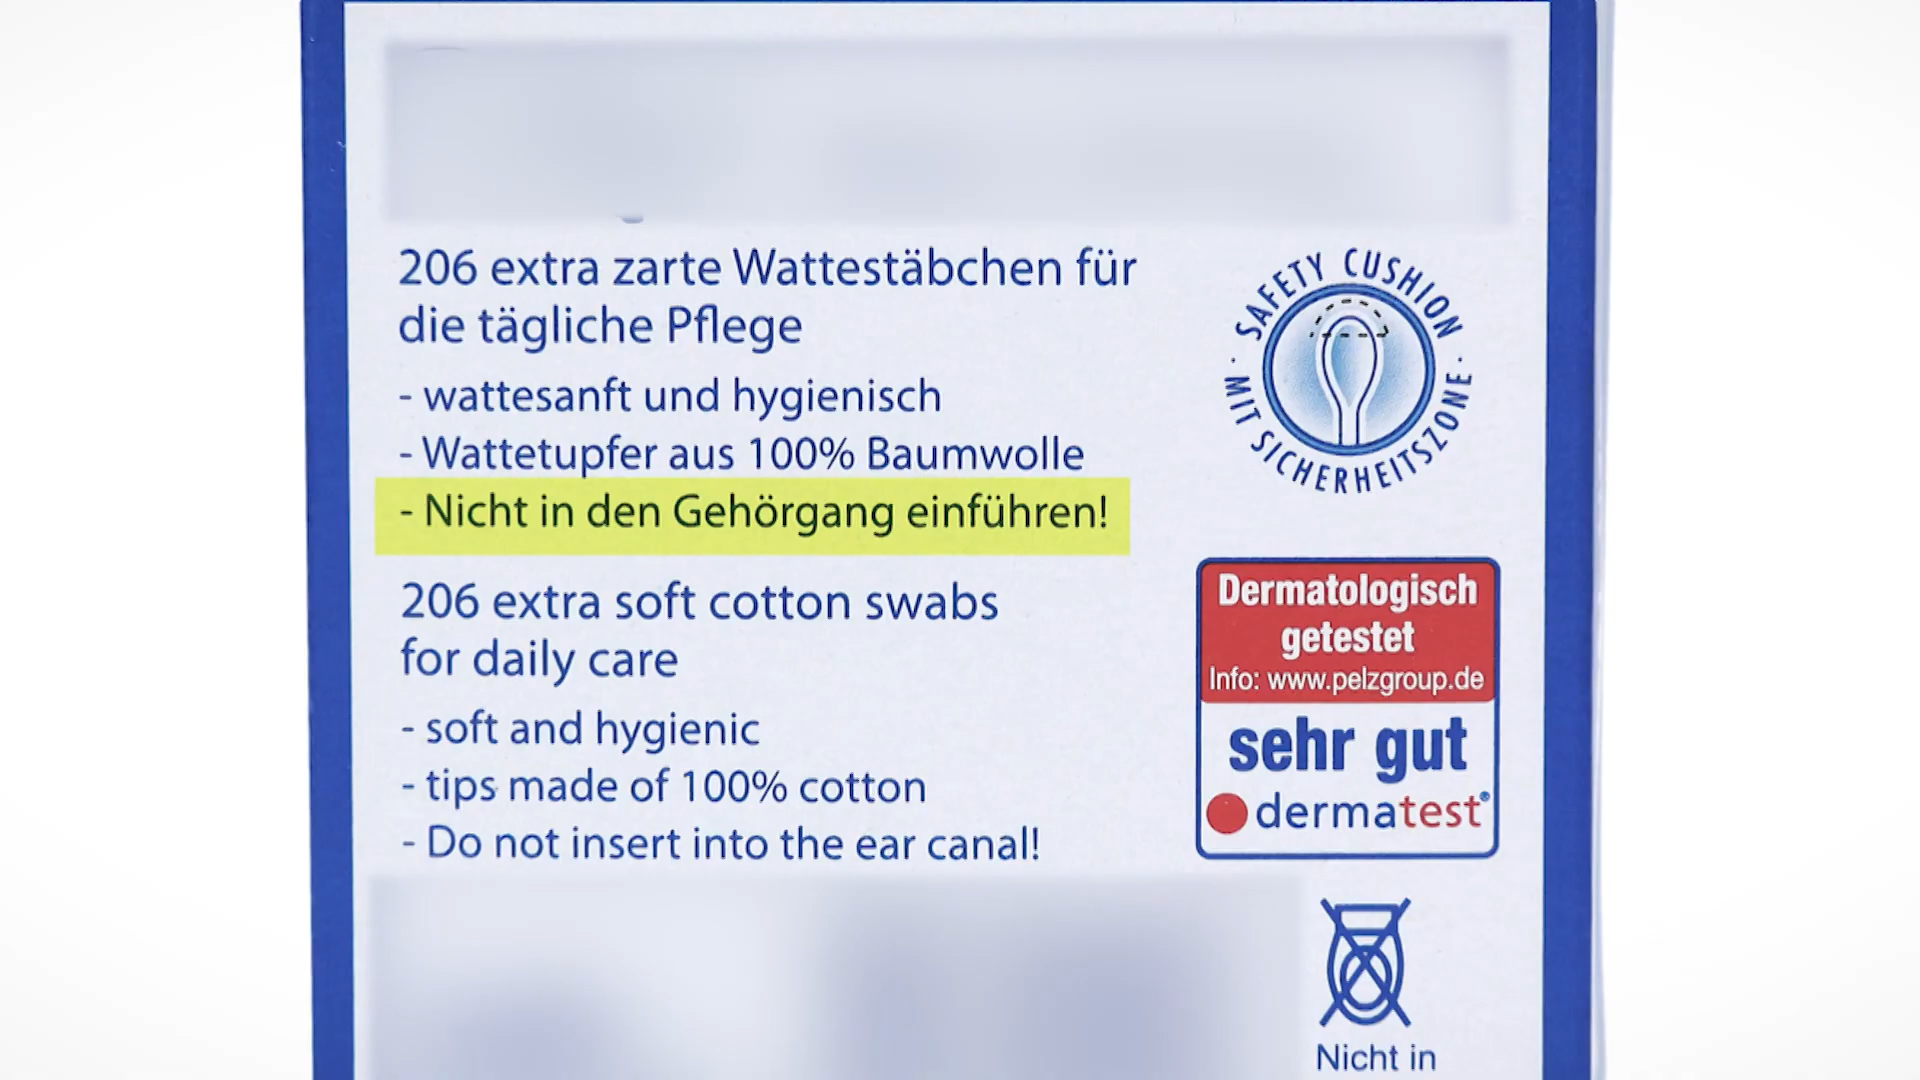 206 extra zarte Wattestäbchen für
die tägliche Pflege
- wattesanft und hygienisch
- Wattetupfer aus 100% Baumwolle
- Nicht in den Gehörgang einführen!
206 extra soft cotton swabs
for daily care
- soft and hygienic
- tips made of 100% cotton
- Do not insert into the ear canal!
· SAFETY CUSHION ·
MIT SICHERHEITSZONE
Dermatologisch
getestet
Info: www.pelzgroup.de
sehr gut
dermatest®
Nicht in